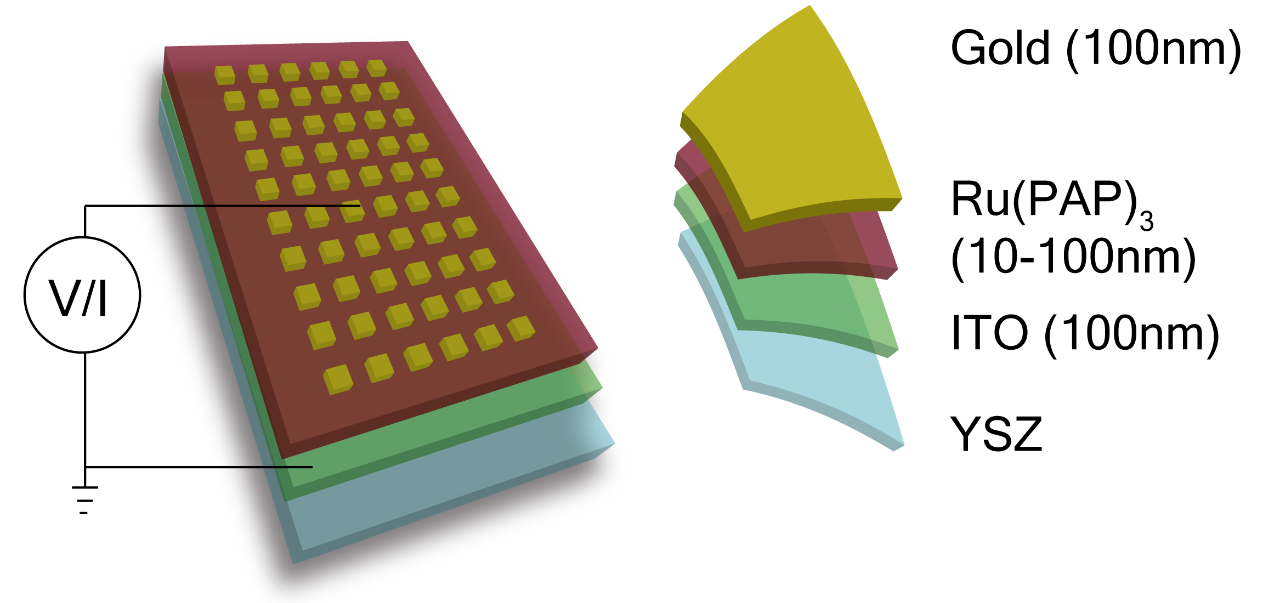 V/I
Gold (100nm)
Ru(PAP)₃
(10-100nm)
ITO (100nm)
YSZ